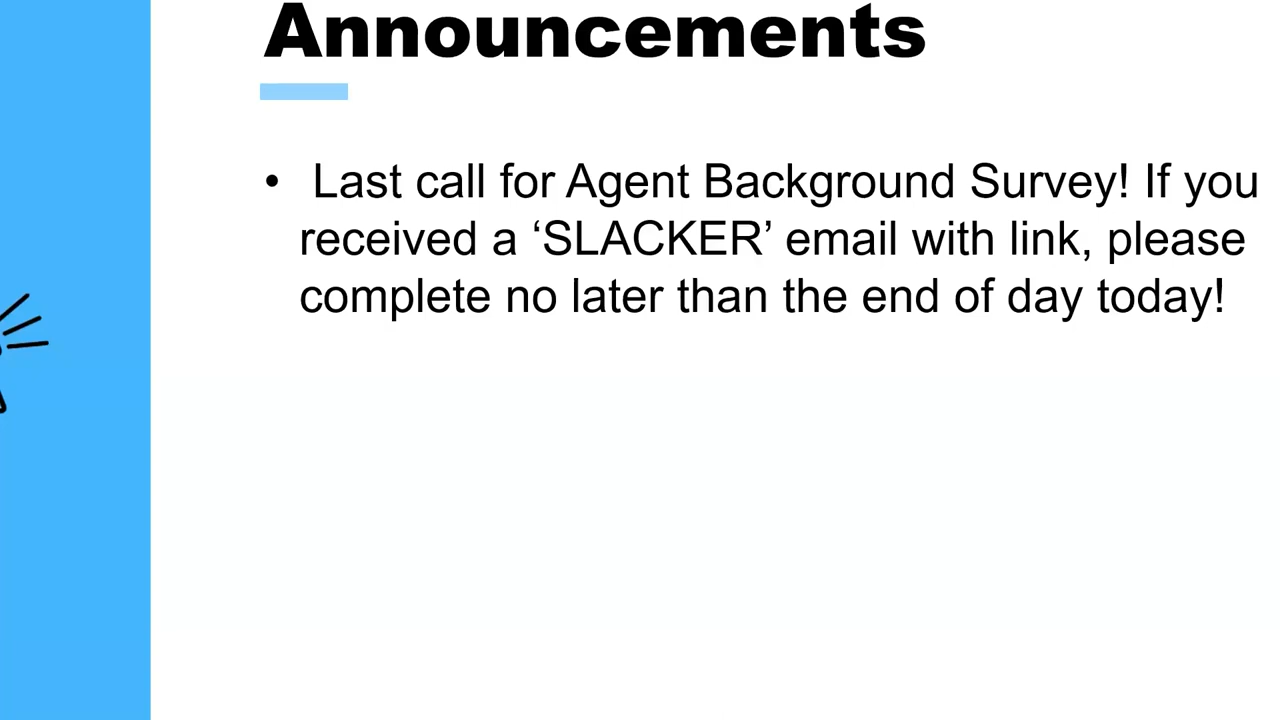 Announcements
• Last call for Agent Background Survey! If you
received a ‘SLACKER’ email with link, please
complete no later than the end of day today!